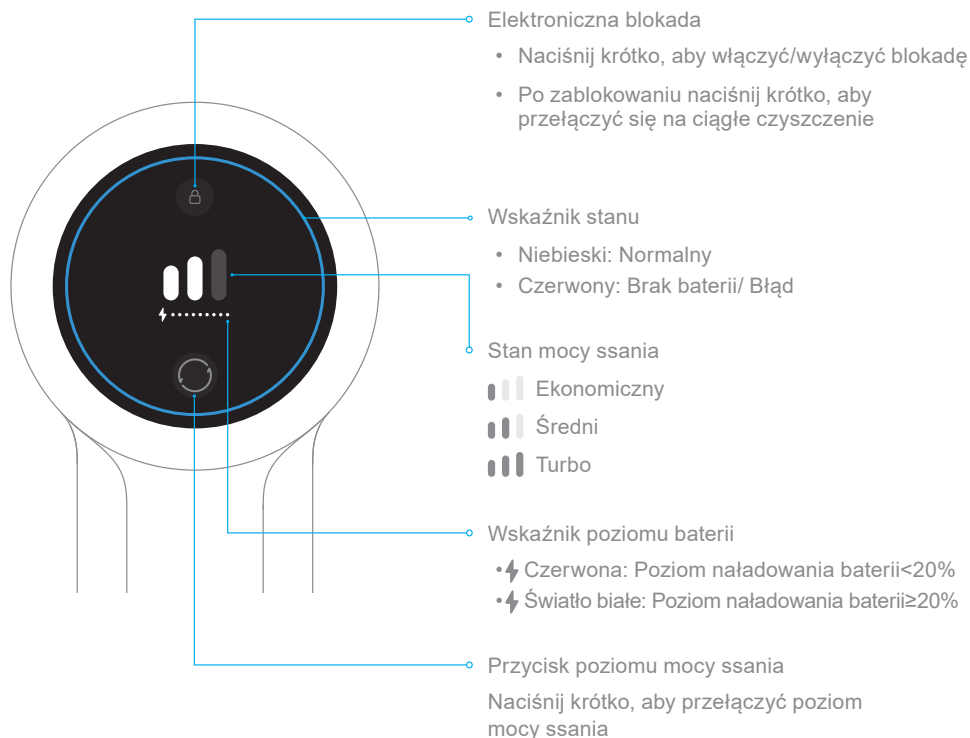 Elektroniczna blokada
• Naciśnij krótko, aby włączyć/wyłączyć blokadę
• Po zablokowaniu naciśnij krótko, aby
przełączyć się na ciągłe czyszczenie
Wskaźnik stanu
• Niebieski: Normalny
• Czerwony: Brak baterii/ Błąd
Stan mocy ssania
Ekonomiczny
Średni
Turbo
Wskaźnik poziomu baterii
• Czerwona: Poziom naładowania baterii<20%
• Światło białe: Poziom naładowania baterii≥20%
Przycisk poziomu mocy ssania
Naciśnij krótko, aby przełączyć poziom
mocy ssania